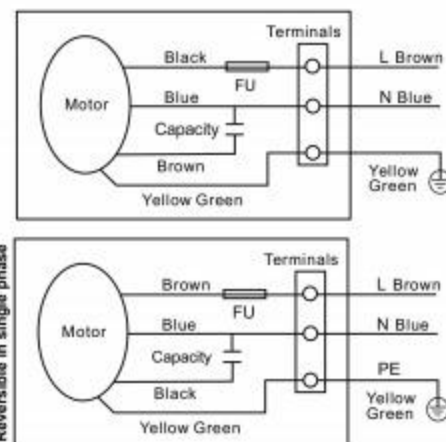 Terminals
Black
L Brown
FU
Motor
Blue
N Blue
Capacity
Brown
Yellow
Green
Yellow Green
Reversible in single phase
Terminals
Brown
L Brown
FU
Motor
Blue
N Blue
Capacity
PE
Black
Yellow
Green
Yellow Green